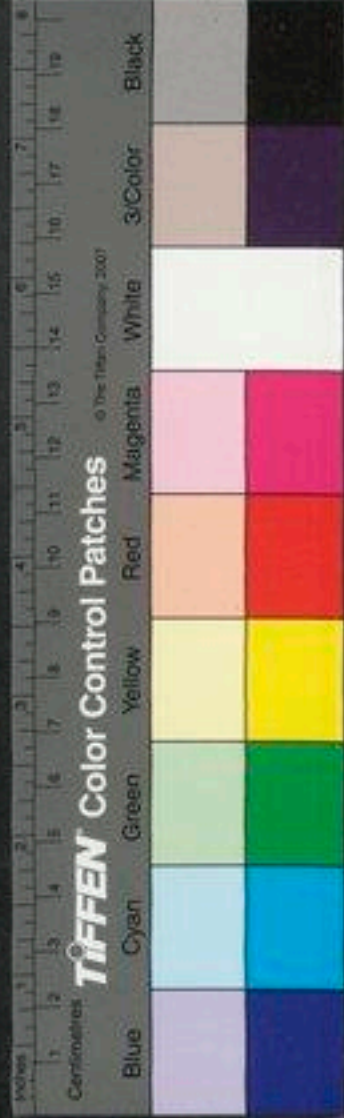 Inches 1 2 3 4 5 6 7 8
Centimetres 1 2 3 4 5 6 7 8 9 10 11 12 13 14 15 16 17 18 19
TIFFEN® Color Control Patches © The Tiffen Company, 2007
Blue Cyan Green Yellow Red Magenta White 3/Color Black